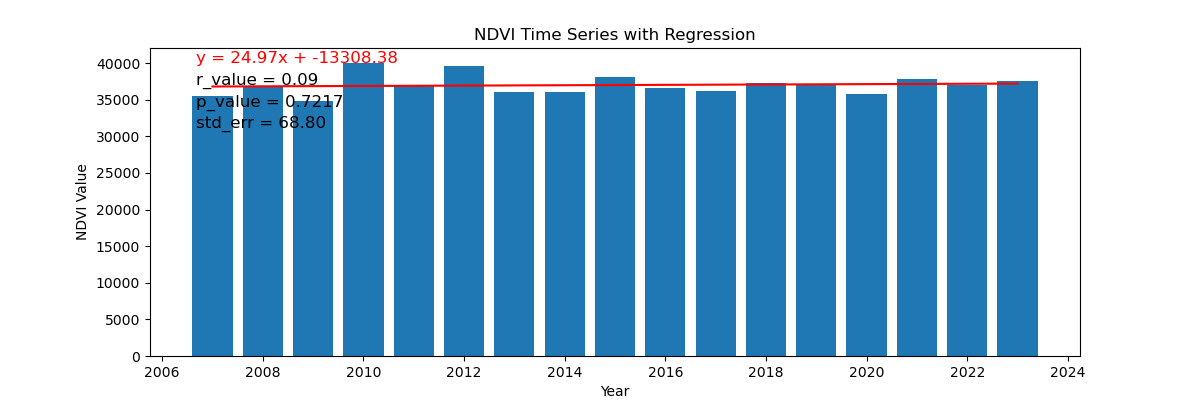 NDVI Time Series with Regression
y = 24.97x + -13308.38
r_value = 0.09
p_value = 0.7217
std_err = 68.80
NDVI Value
40000
35000
30000
25000
20000
15000
10000
5000
0
2006 2008 2010 2012 2014 2016 2018 2020 2022 2024
Year